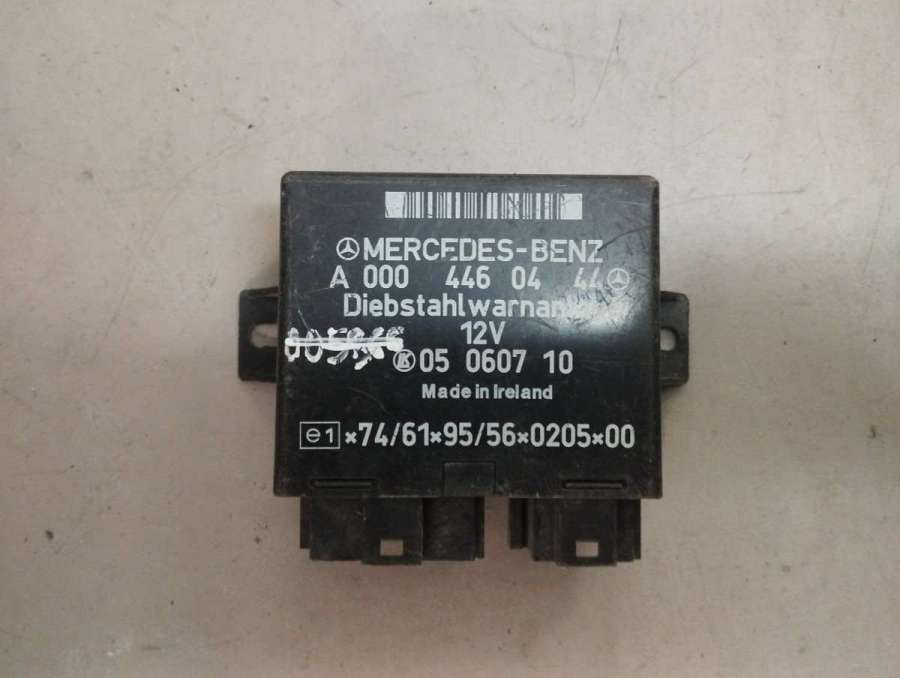 MERCEDES-BENZ
A 000 446 04 44
12V
05 0607 10
Made in Ireland
e1 *74/61*95/56*0205*00